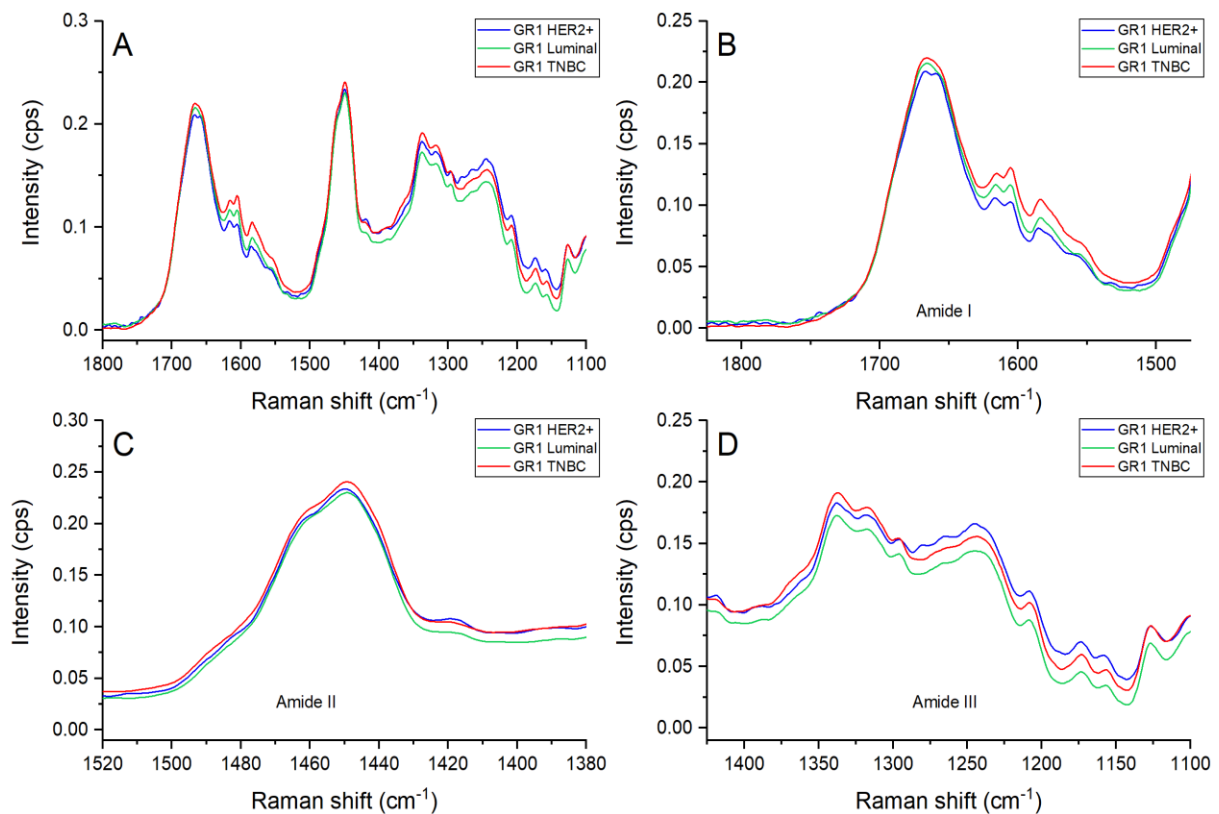 A
GR1 HER2+
GR1 Luminal
GR1 TNBC
0.3
0.2
0.1
0.0
Intensity (cps)
1800 1700 1600 1500 1400 1300 1200 1100
Raman shift (cm⁻¹)
B
GR1 HER2+
GR1 Luminal
GR1 TNBC
0.25
0.20
0.15
0.10
0.05
0.00
Intensity (cps)
Amide I
1800 1700 1600 1500
Raman shift (cm⁻¹)
C
GR1 HER2+
GR1 Luminal
GR1 TNBC
0.30
0.25
0.20
0.15
0.10
0.05
0.00
Intensity (cps)
Amide II
1520 1500 1480 1460 1440 1420 1400 1380
Raman shift (cm⁻¹)
D
GR1 HER2+
GR1 Luminal
GR1 TNBC
0.25
0.20
0.15
0.10
0.05
0.00
Intensity (cps)
Amide III
1400 1350 1300 1250 1200 1150 1100
Raman shift (cm⁻¹)